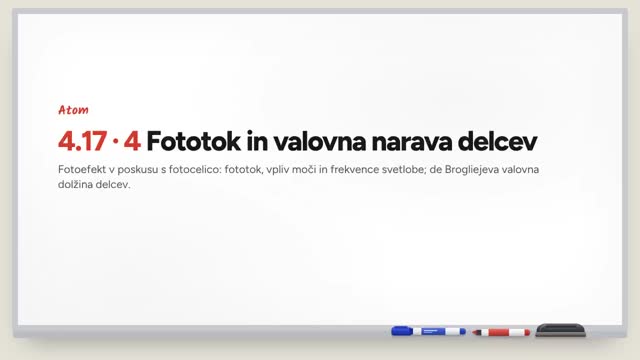 Atom
4.17 · 4 Fototok in valovna narava delcev
Fotoefekt v poskusu s fotocelico: fototok, vpliv moči in frekvence svetlobe; de Broglijeva valovna
dolžina delcev.